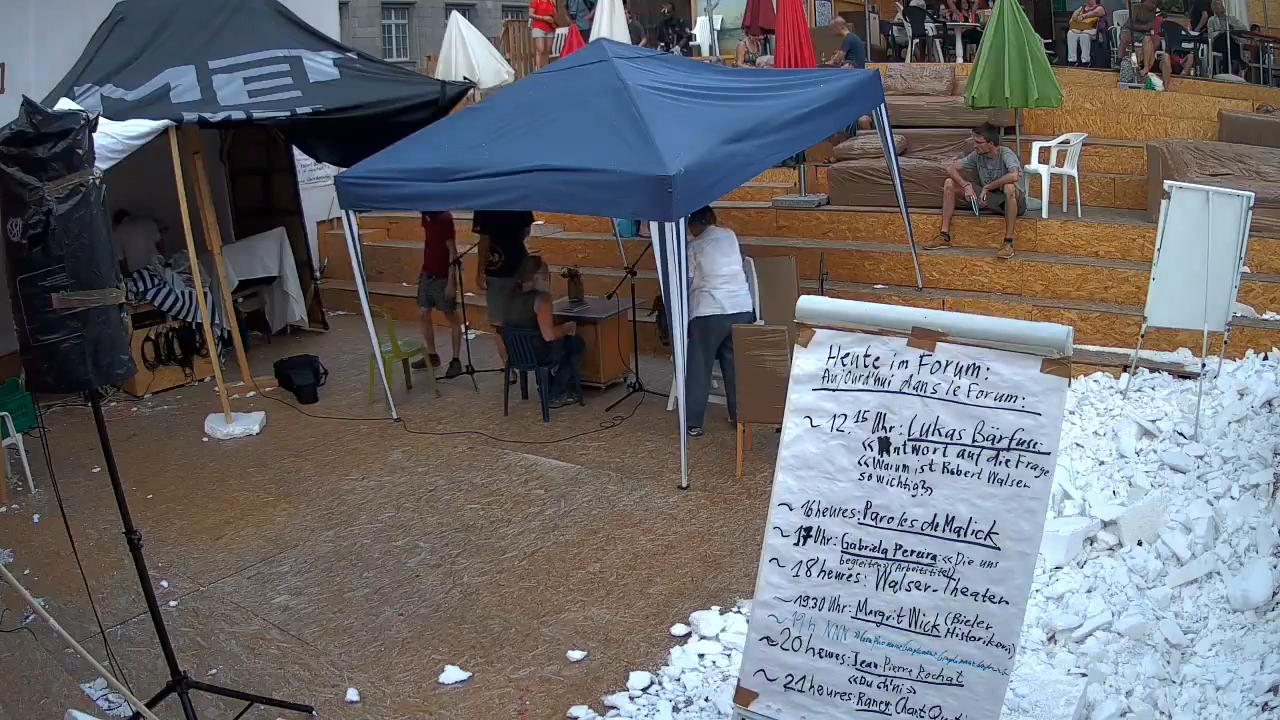 MET
Heute im Forum:
Aujourd'hui dans le Forum:
~ 12.15 Uhr: Lukas Bärfuss:
«Antwort auf die Frage
«Warum ist Robert Walser
so wichtig?»
~ 16 heures: Paroles de Malick
~ 17 Uhr: Gabriela Pereira: «Die uns
begleiten» (Arbeitstitel)
~ 18 heures: Walser-Theater
~ 19.30 Uhr: Margrit Wick (Bieler
Historikerin)
~ 19 h NNN
~ 20 heures: Jean-Pierre Rochat
«Du ch'ni»
~ 21 heures: Raney: Chant